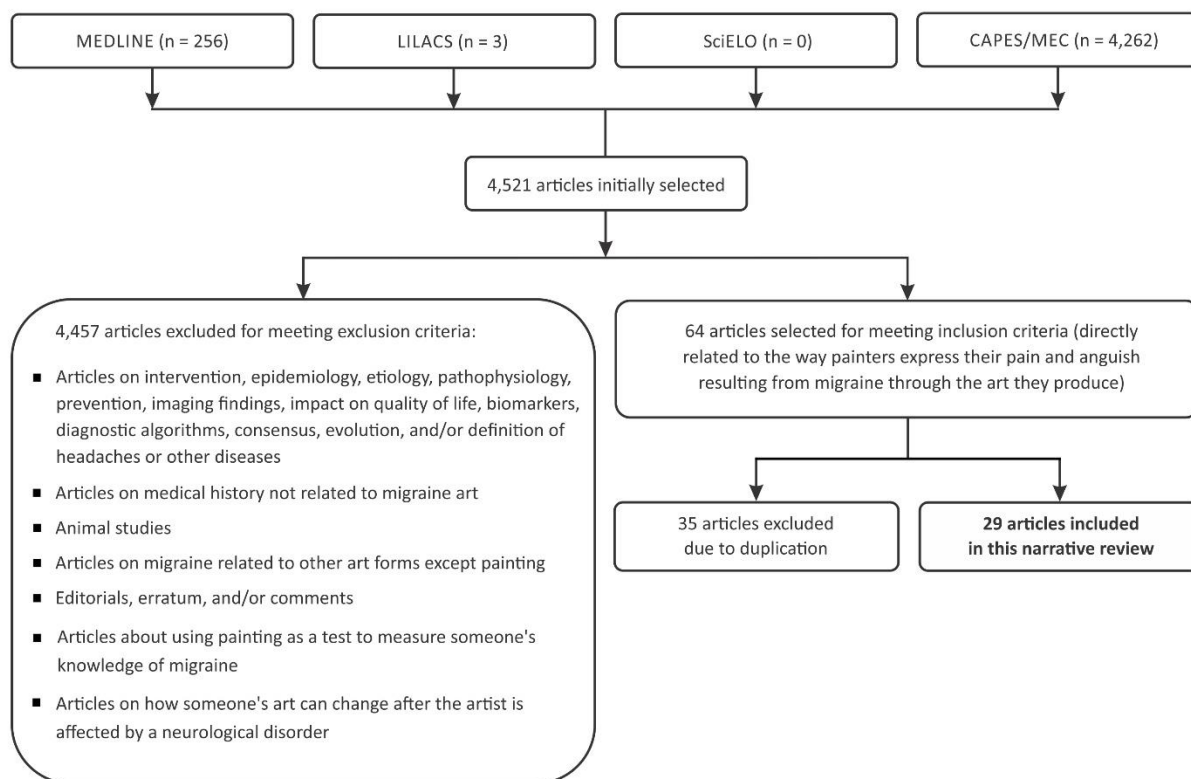 MEDLINE (n = 256)
LILACS (n = 3)
SciELO (n = 0)
CAPES/MEC (n = 4,262)
4,521 articles initially selected
4,457 articles excluded for meeting exclusion criteria:
■ Articles on intervention, epidemiology, etiology, pathophysiology,
prevention, imaging findings, impact on quality of life, biomarkers,
diagnostic algorithms, consensus, evolution, and/or definition of
headaches or other diseases
■ Articles on medical history not related to migraine art
■ Animal studies
■ Articles on migraine related to other art forms except painting
■ Editorials, erratum, and/or comments
■ Articles about using painting as a test to measure someone's
knowledge of migraine
■ Articles on how someone's art can change after the artist is
affected by a neurological disorder
64 articles selected for meeting inclusion criteria (directly
related to the way painters express their pain and anguish
resulting from migraine through the art they produce)
35 articles excluded
due to duplication
29 articles included
in this narrative review